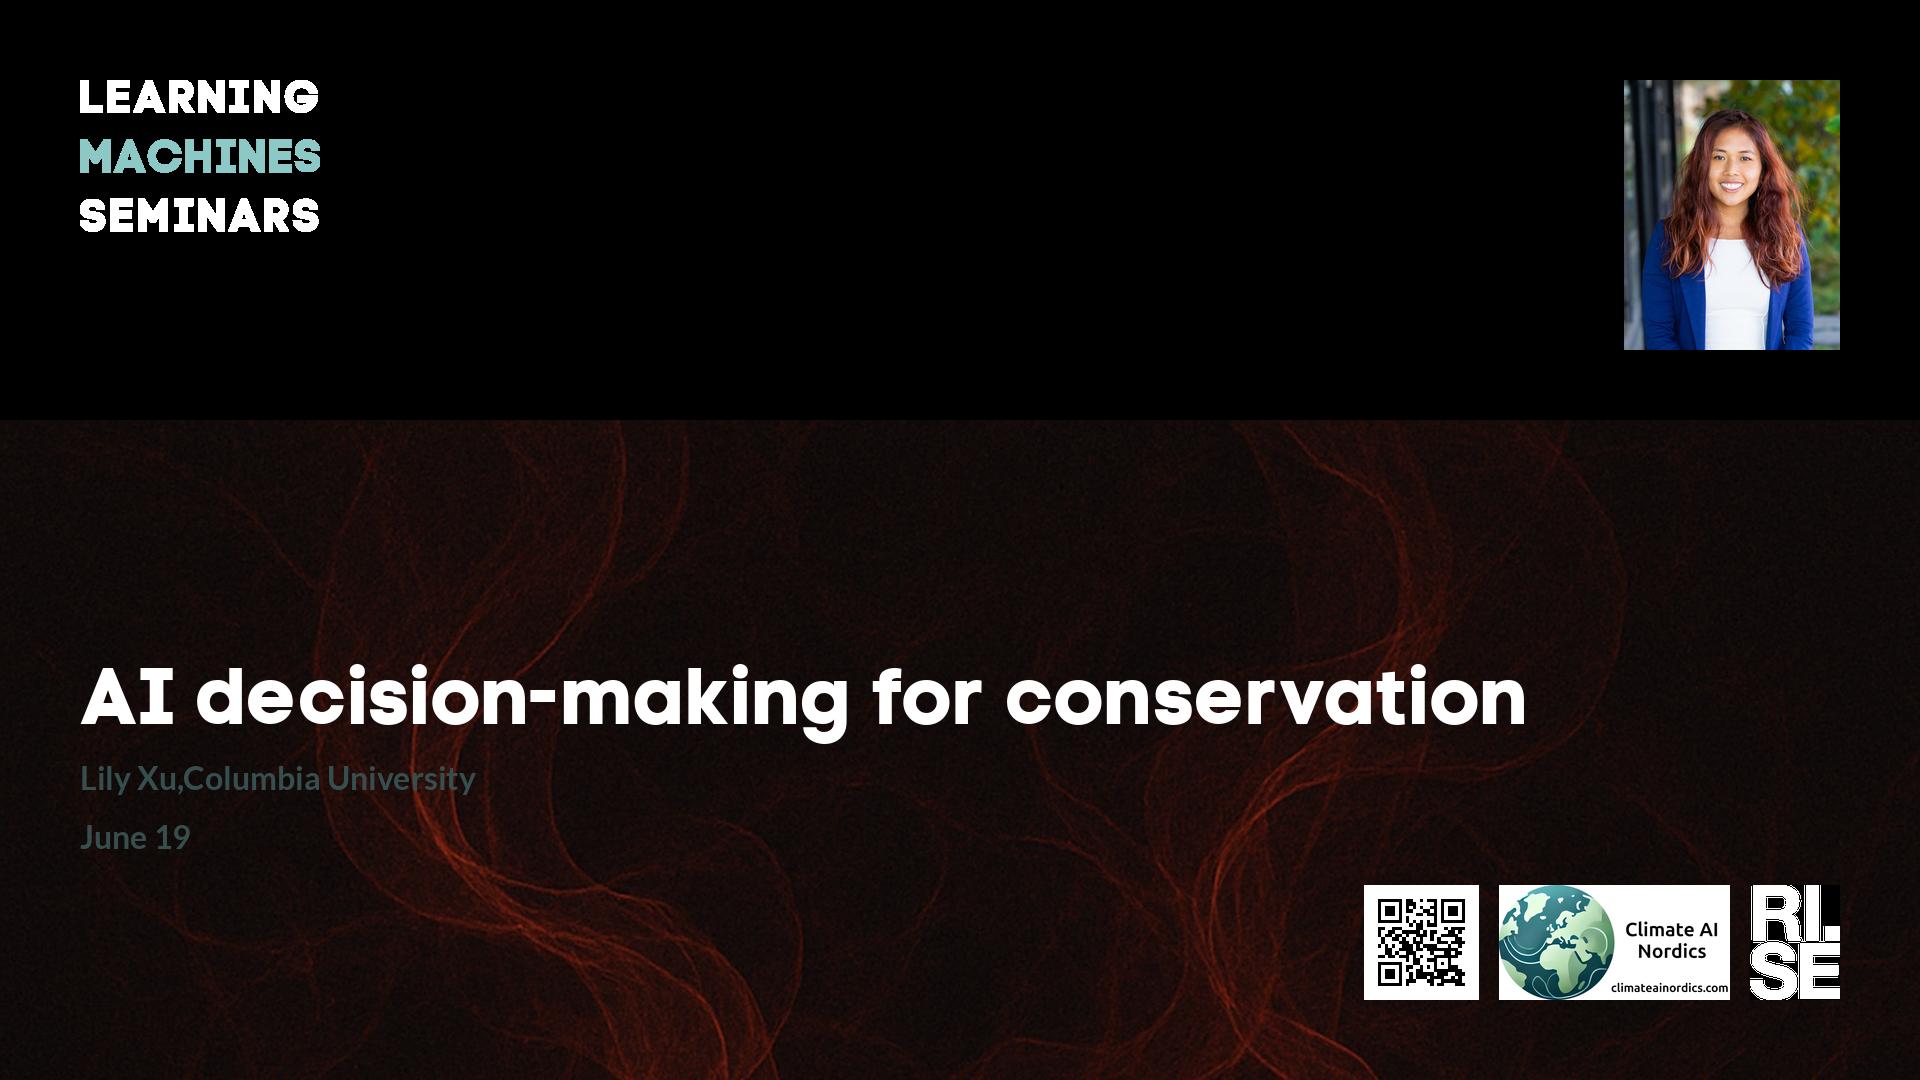 LEARNING
MACHINES
SEMINARS
AI decision-making for conservation
Lily Xu,Columbia University
June 19
Climate AI
Nordics
climateainordics.com
RI.
SE